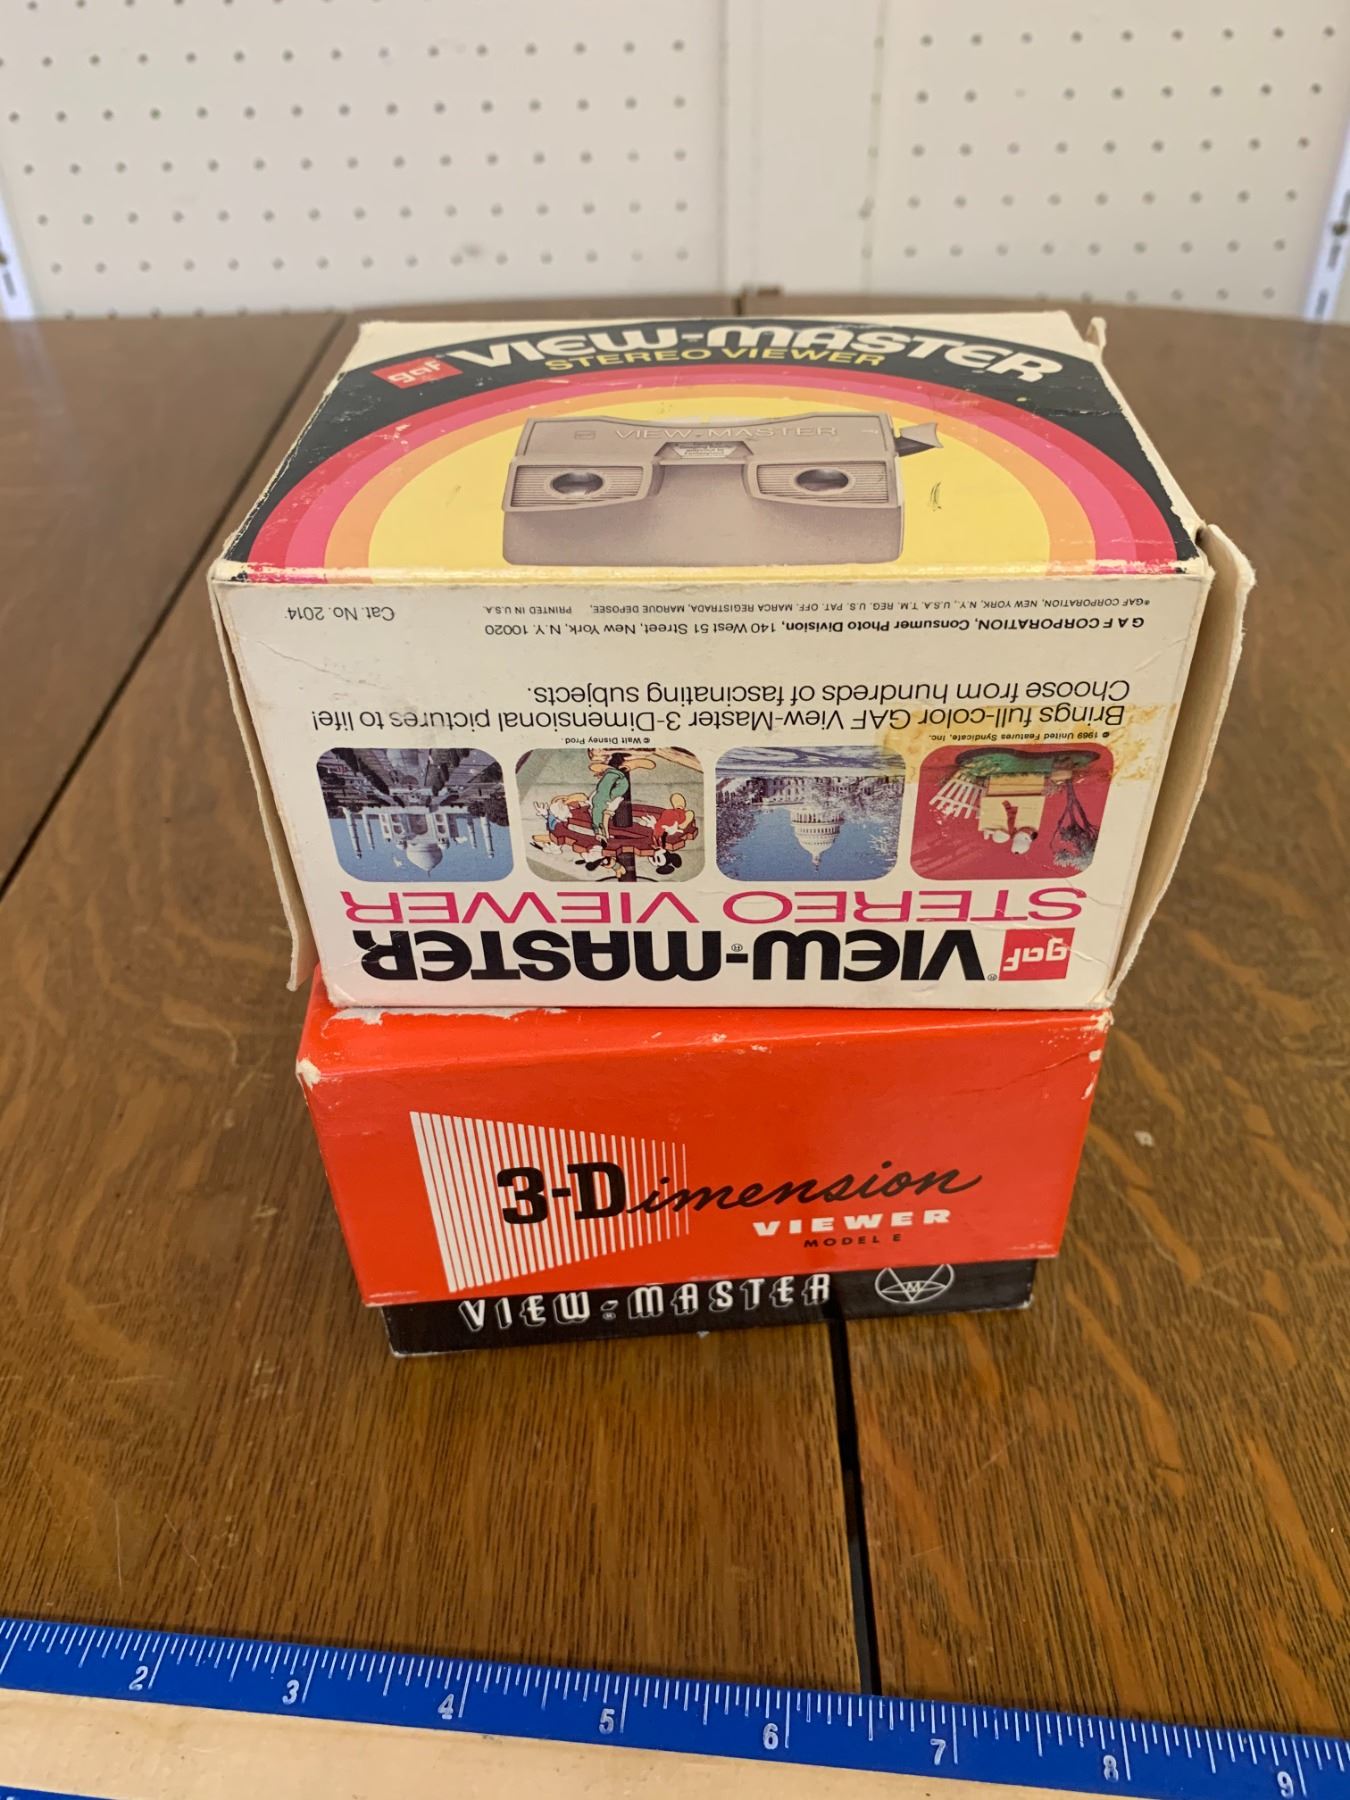 gaf VIEW-MASTER
STEREO VIEWER
VIEW-MASTER
®GAF CORPORATION, NEW YORK, N.Y., U.S.A. T.M. REG. U.S. PAT. OFF. MARCA REGISTRADA, MARQUE DEPOSEE. PRINTED IN U.S.A.
GAF CORPORATION, Consumer Photo Division, 140 West 51 Street, New York, N.Y. 10020
Cat. No. 2014
Choose from hundreds of fascinating subjects.
Brings full-color GAF View-Master 3-Dimensional pictures to life!
© 1969 United Features Syndicate, Inc.
© Walt Disney Prod.
STEREO VIEWER
gaf® VIEW-MASTER®
3-Dimension
VIEWER
MODEL E
VIEW-MASTER
VM
2 3 4 5 6 7 8 9